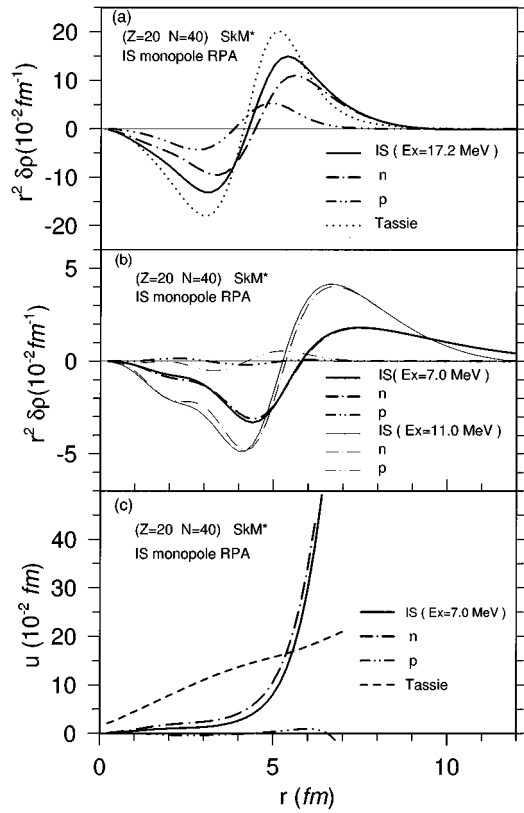 (a)
(Z=20 N=40) SkM*
IS monopole RPA
20
10
0
-10
-20
r² δρ(10⁻²fm⁻¹)
IS ( Ex=17.2 MeV)
n
p
Tassie
(b)
(Z=20 N=40) SkM*
IS monopole RPA
5
0
-5
r² δρ(10⁻²fm⁻¹)
IS(Ex=7.0 MeV)
n
p
IS ( Ex=11.0 MeV)
n
p
(c)
(Z=20 N=40) SkM*
IS monopole RPA
40
30
20
10
0
u (10⁻² fm)
IS ( Ex=7.0 MeV)
n
p
Tassie
0 5 10
r (fm)